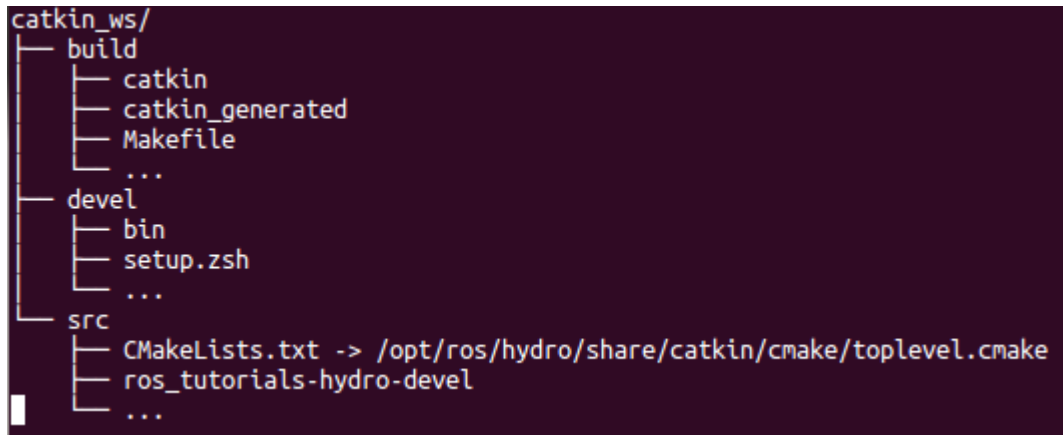 catkin_ws/
├── build
│   ├── catkin
│   ├── catkin_generated
│   ├── Makefile
│   └── ...
├── devel
│   ├── bin
│   ├── setup.zsh
│   └── ...
└── src
    ├── CMakeLists.txt -> /opt/ros/hydro/share/catkin/cmake/toplevel.cmake
    ├── ros_tutorials-hydro-devel
    └── ...